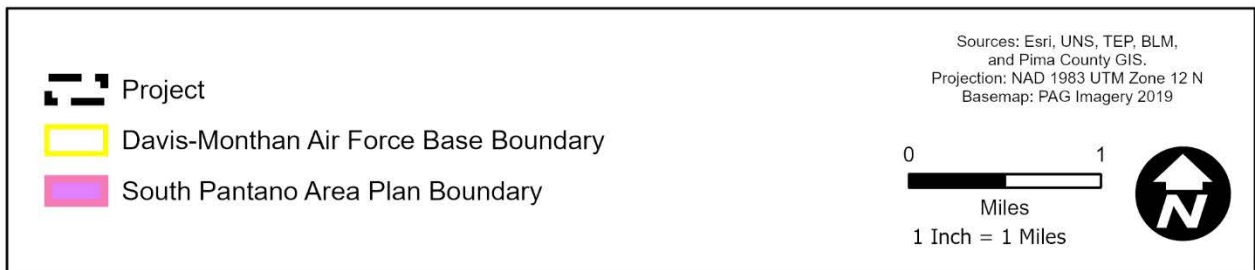 Project
Davis-Monthan Air Force Base Boundary
South Pantano Area Plan Boundary
Sources: Esri, UNS, TEP, BLM,
and Pima County GIS.
Projection: NAD 1983 UTM Zone 12 N
Basemap: PAG Imagery 2019
0 1
Miles
1 Inch = 1 Miles
N